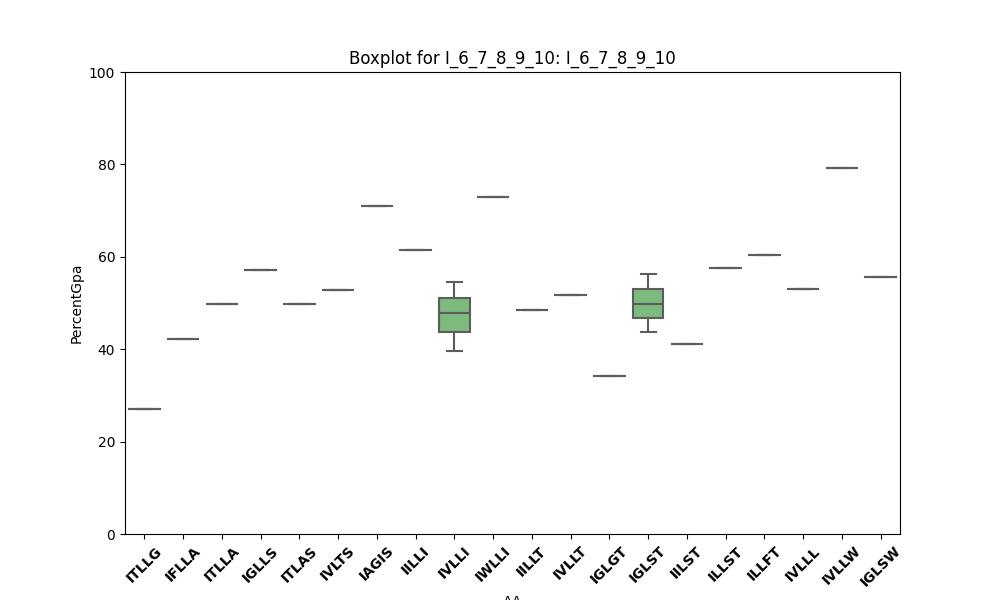 Boxplot for I_6_7_8_9_10: I_6_7_8_9_10
100
80
60
40
20
0
PercentGpa
ITLLG
IFLLA
ITLLA
IGLLS
ITLAS
IVLTS
IAGIS
IILLI
IVLLI
IWLLI
IILLT
IVLLT
IGLGT
IGLST
IILST
ILLST
ILLFT
IVLLL
IVLLW
IGLSW
AA